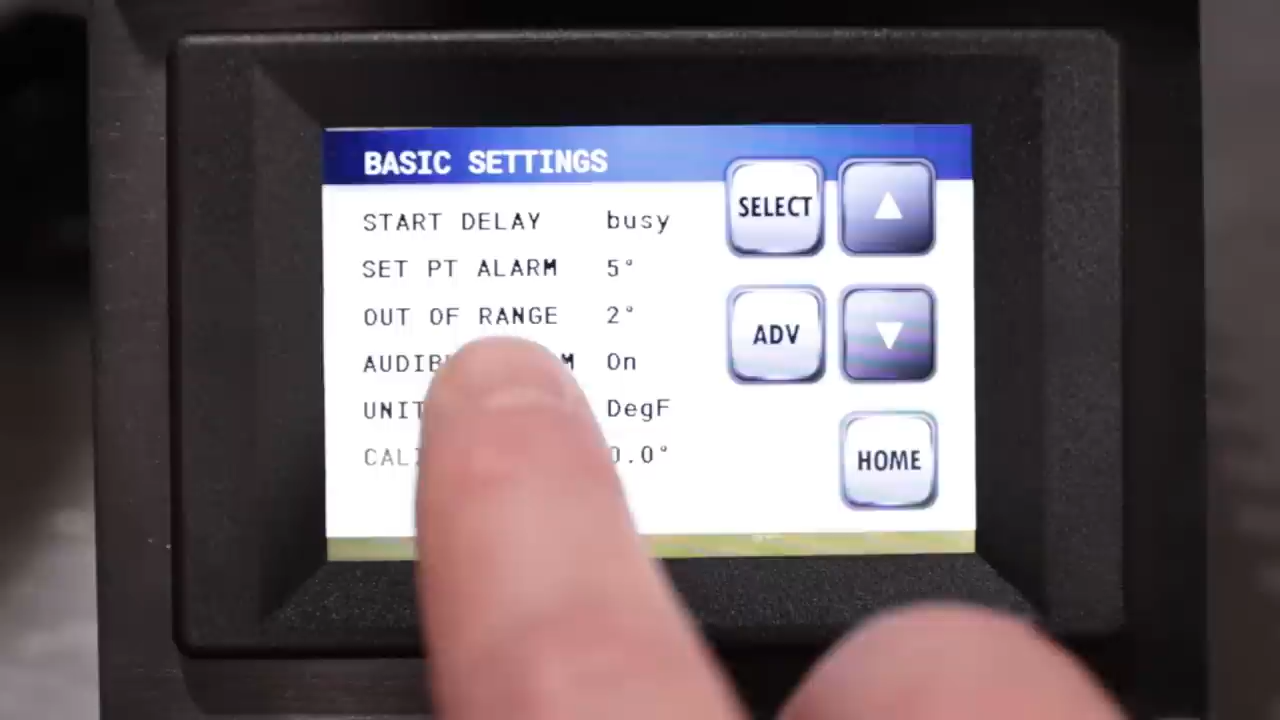 BASIC SETTINGS
START DELAY busy
SET PT ALARM 5°
OUT OF RANGE 2°
On
DegF
SELECT
ADV
HOME